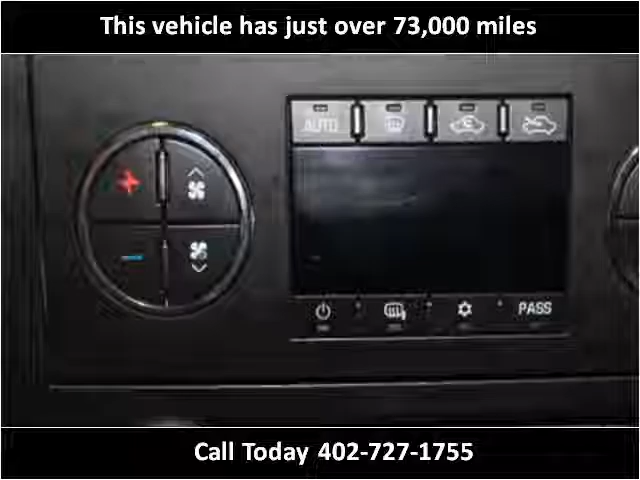 This vehicle has just over 73,000 miles
AUTO
PASS
Call Today 402-727-1755